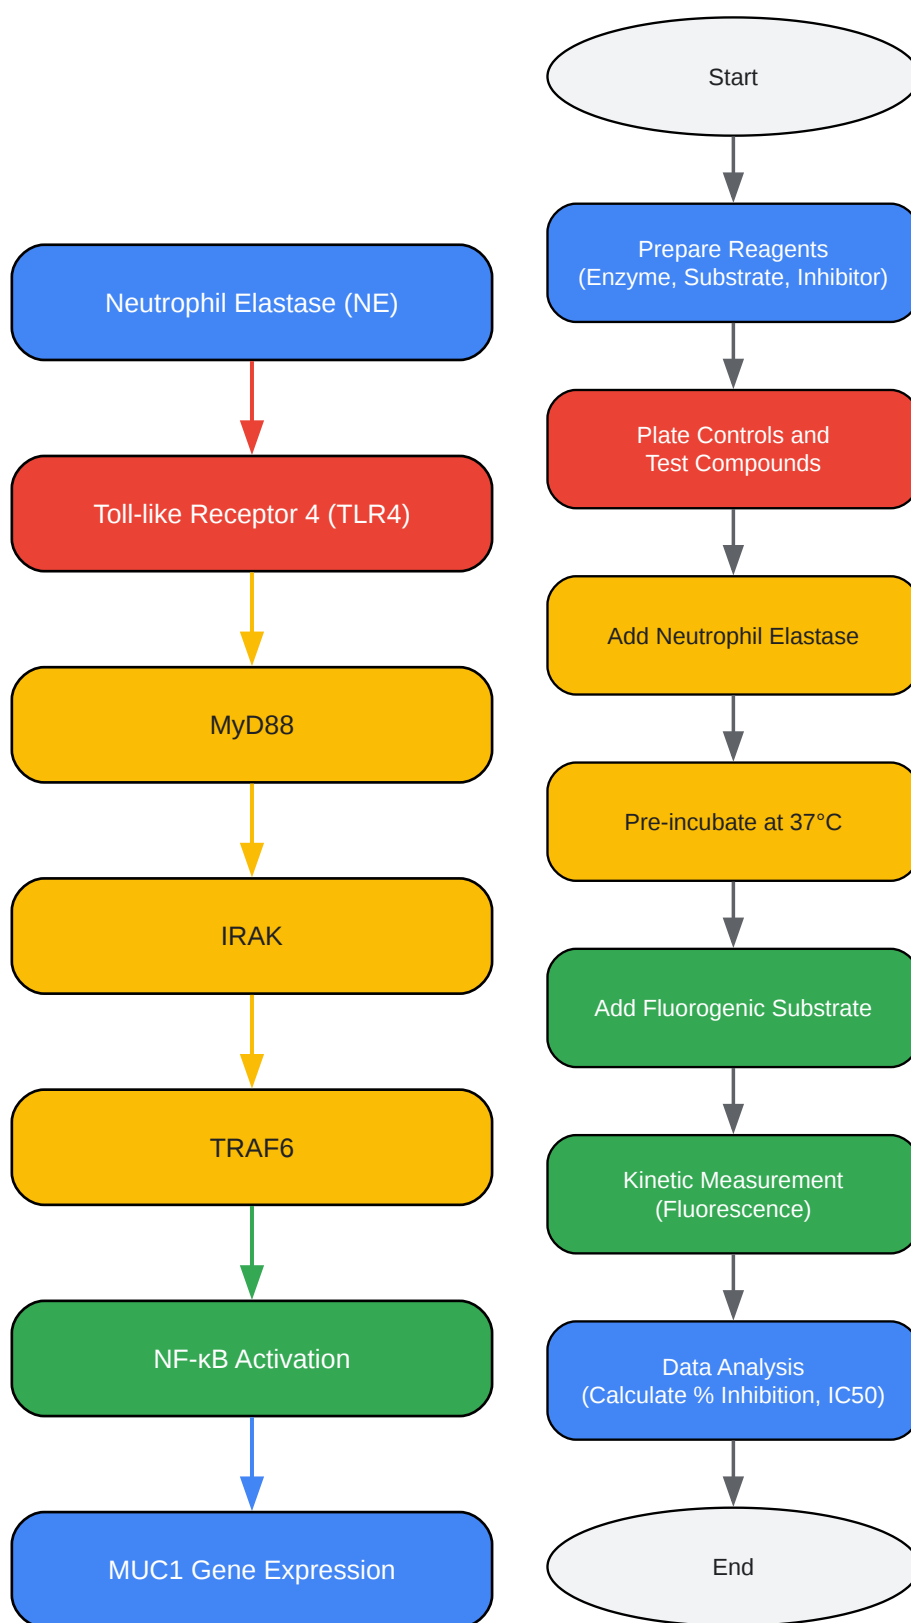 Neutrophil Elastase (NE)
Toll-like Receptor 4 (TLR4)
MyD88
IRAK
TRAF6
NF-κB Activation
MUC1 Gene Expression
Start
Prepare Reagents
(Enzyme, Substrate, Inhibitor)
Plate Controls and
Test Compounds
Add Neutrophil Elastase
Pre-incubate at 37°C
Add Fluorogenic Substrate
Kinetic Measurement
(Fluorescence)
Data Analysis
(Calculate % Inhibition, IC50)
End